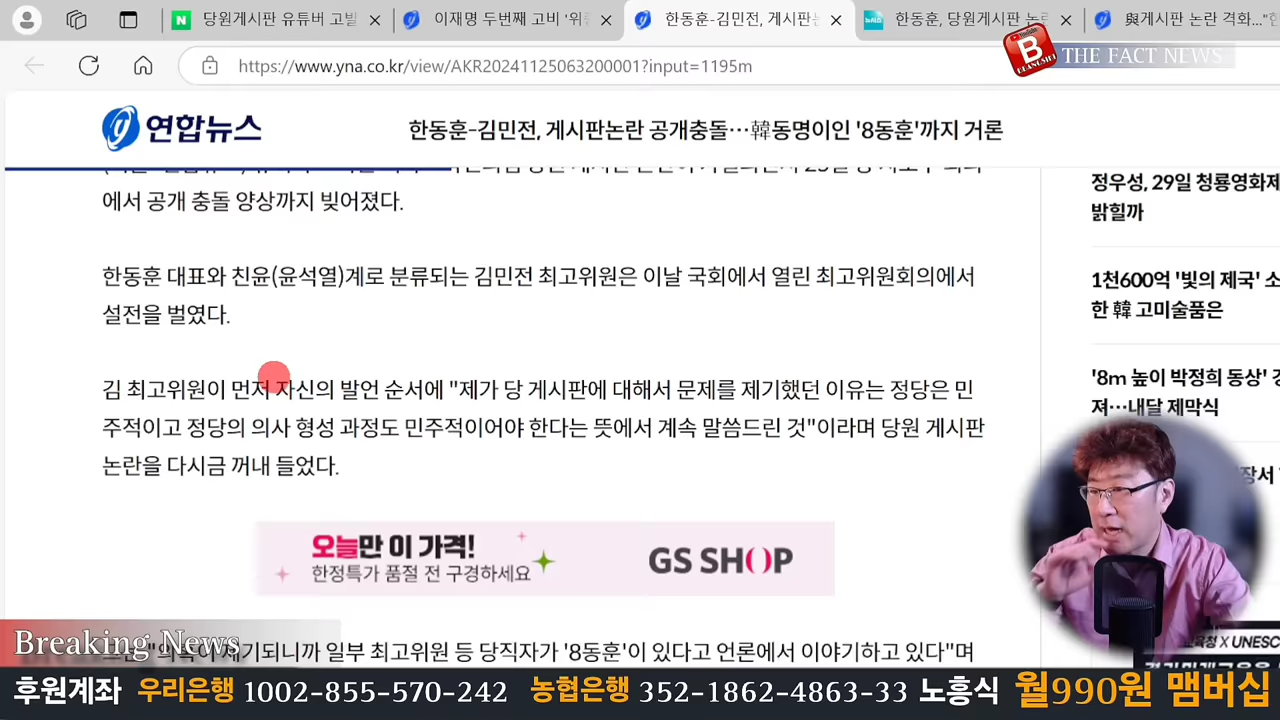 당원게시판 유튜버 고발
이재명 두번째 고비 '위증
한동훈-김민전, 게시판논
한동훈, 당원게시판 논란
與게시판 논란 격화..."한
https://www.yna.co.kr/view/AKR20241125063200001?input=1195m
B
THE FACT NEWS
연합뉴스
한동훈-김민전, 게시판논란 공개충돌…韓동명이인 '8동훈'까지 거론
에서 공개 충돌 양상까지 빚어졌다.
한동훈 대표와 친윤(윤석열)계로 분류되는 김민전 최고위원은 이날 국회에서 열린 최고위원회의에서
설전을 벌였다.
김 최고위원이 먼저 자신의 발언 순서에 "제가 당 게시판에 대해서 문제를 제기했던 이유는 정당은 민
주적이고 정당의 의사 형성 과정도 민주적이어야 한다는 뜻에서 계속 말씀드린 것"이라며 당원 게시판
논란을 다시금 꺼내 들었다.
오늘만 이 가격!
한정특가 품절 전 구경하세요
GS SHOP
제기되니까 일부 최고위원 등 당직자가 '8동훈'이 있다고 언론에서 이야기하고 있다"며
정우성, 29일 청룡영화제
밝힐까
1천600억 '빛의 제국' 소
한 韓 고미술품은
'8m 높이 박정희 동상'
져…내달 제막식
장서
교육청 X UNESC
Breaking News
후원계좌 우리은행 1002-855-570-242 농협은행 352-1862-4863-33 노흥식 월990원 맴버십